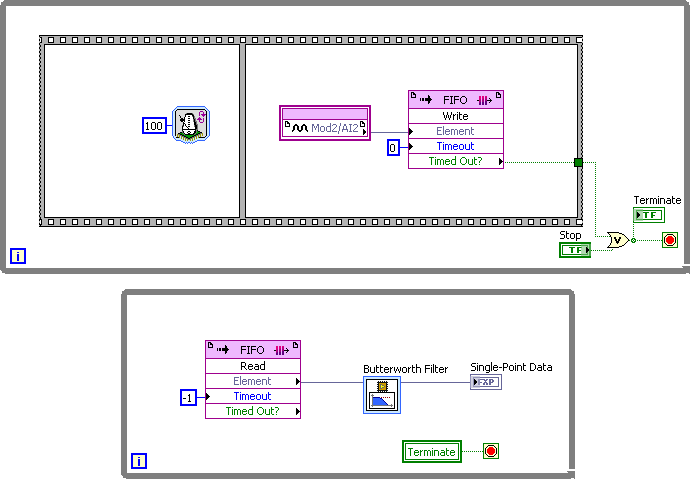 100
FIFO
Write
Mod2/AI2
Element
0
Timeout
Timed Out?
Terminate
TF
Stop
TF
V
i
FIFO
Read
Butterworth Filter
Single-Point Data
Element
FXP
-1
Timeout
Timed Out?
Terminate
i